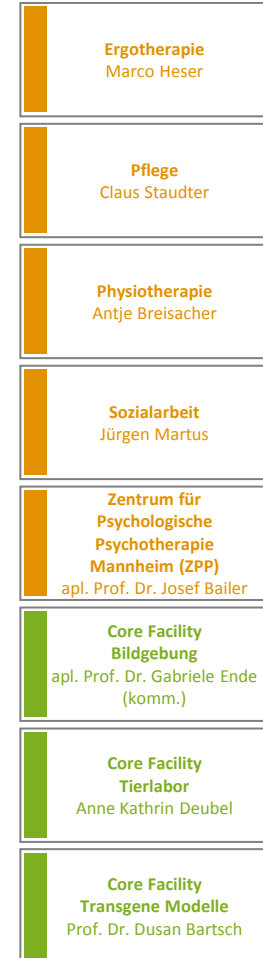 Ergotherapie
Marco Heser
Pflege
Claus Staudter
Physiotherapie
Antje Breisacher
Sozialarbeit
Jürgen Martus
Zentrum für
Psychologische
Psychotherapie
Mannheim (ZPP)
apl. Prof. Dr. Josef Bailer
Core Facility
Bildgebung
apl. Prof. Dr. Gabriele Ende
(komm.)
Core Facility
Tierlabor
Anne Kathrin Deubel
Core Facility
Transgene Modelle
Prof. Dr. Dusan Bartsch